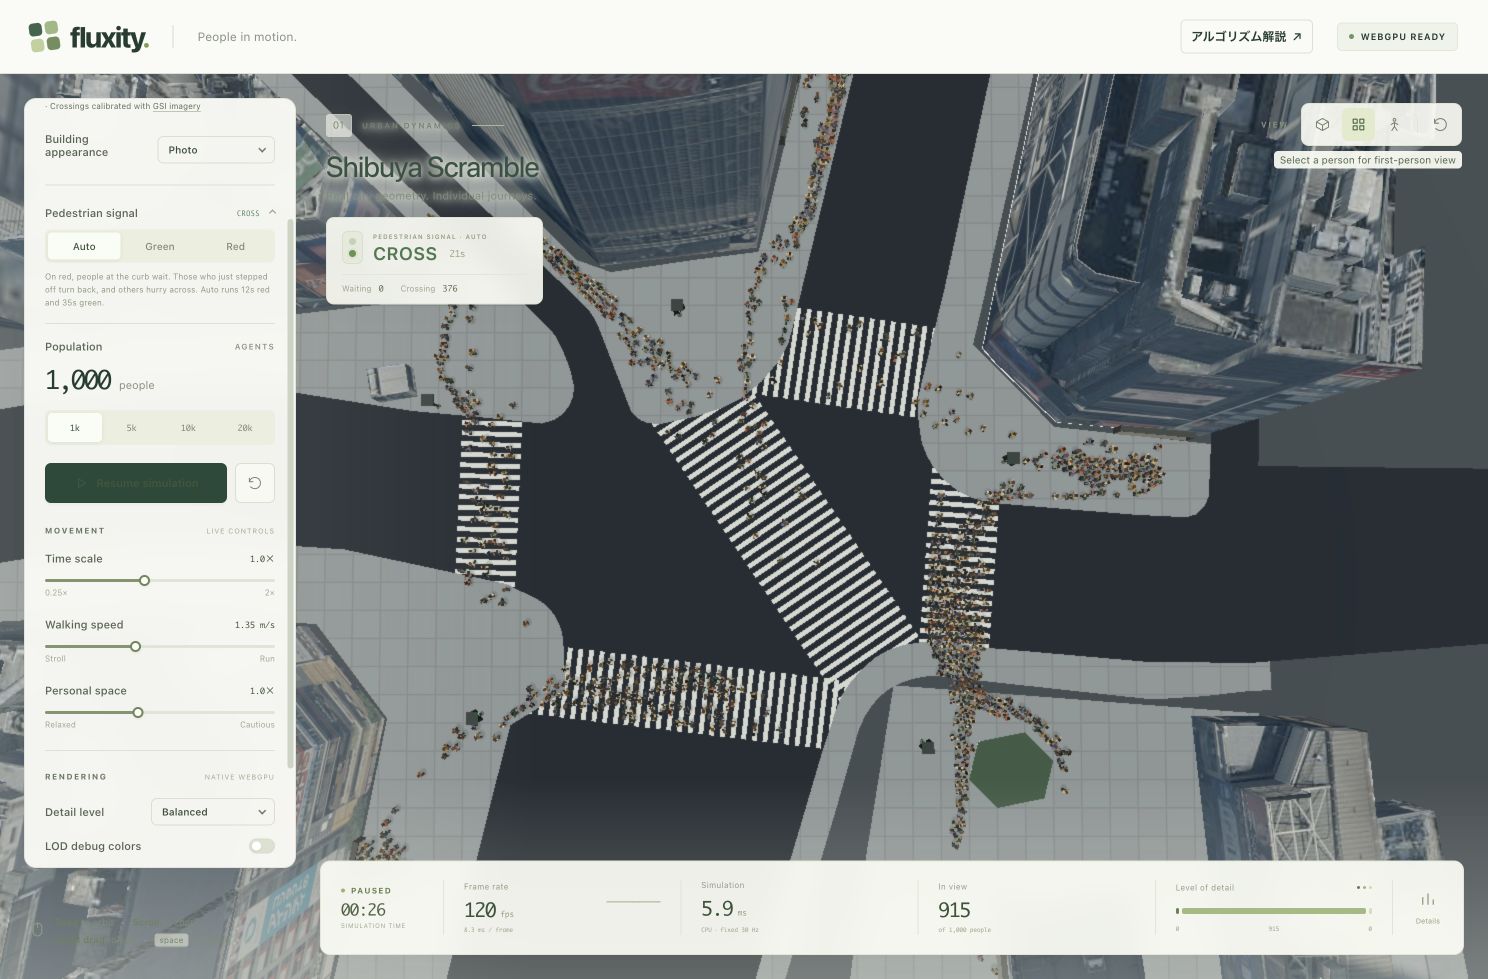 fluxity.
People in motion.
アルゴリズム解説 ↗
WEBGPU READY
· Crossings calibrated with GSI imagery
Building appearance
Photo
Pedestrian signal
CROSS
Auto
Green
Red
On red, people at the curb wait. Those who just stepped
off turn back, and others hurry across. Auto runs 12s red
and 35s green.
Population
AGENTS
1,000 people
1k
5k
10k
20k
Resume simulation
MOVEMENT
LIVE CONTROLS
Time scale
1.0×
0.25×
2×
Walking speed
1.35 m/s
Stroll
Run
Personal space
1.0×
Relaxed
Cautious
RENDERING
NATIVE WEBGPU
Detail level
Balanced
LOD debug colors
01
URBAN DYNAMICS
Shibuya Scramble
geometry. Individual journeys.
PEDESTRIAN SIGNAL · AUTO
CROSS 21s
Waiting 0 Crossing 376
VIEW
Select a person for first-person view
space
PAUSED
00:26
SIMULATION TIME
Frame rate
120 fps
8.3 ms / frame
Simulation
5.9 ms
CPU · fixed 30 Hz
In view
915
of 1,000 people
Level of detail
0
915
0
Details